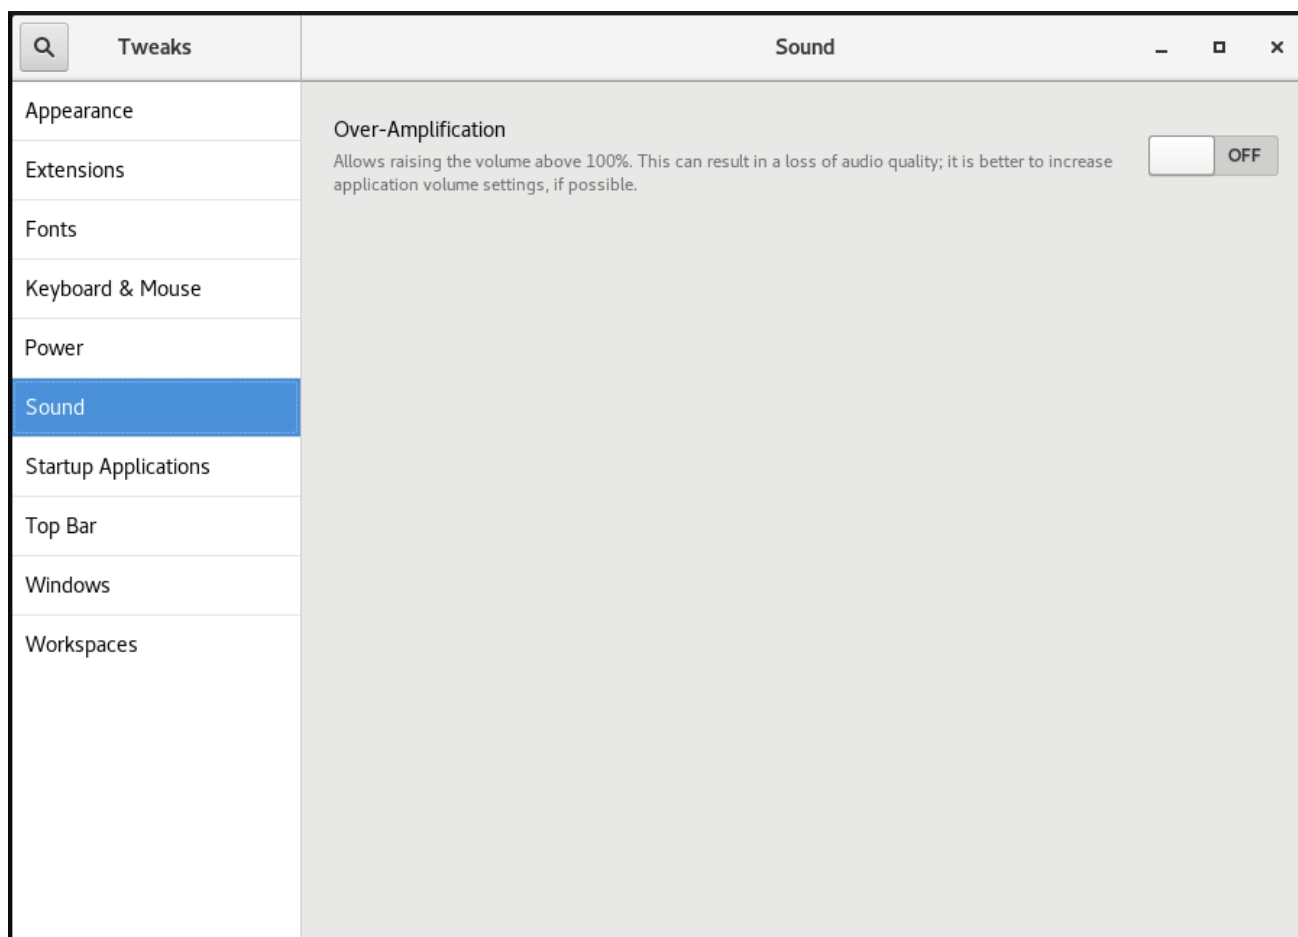 Tweaks
Sound
Appearance
Extensions
Fonts
Keyboard & Mouse
Power
Sound
Startup Applications
Top Bar
Windows
Workspaces
Over-Amplification
Allows raising the volume above 100%. This can result in a loss of audio quality; it is better to increase
application volume settings, if possible.
OFF